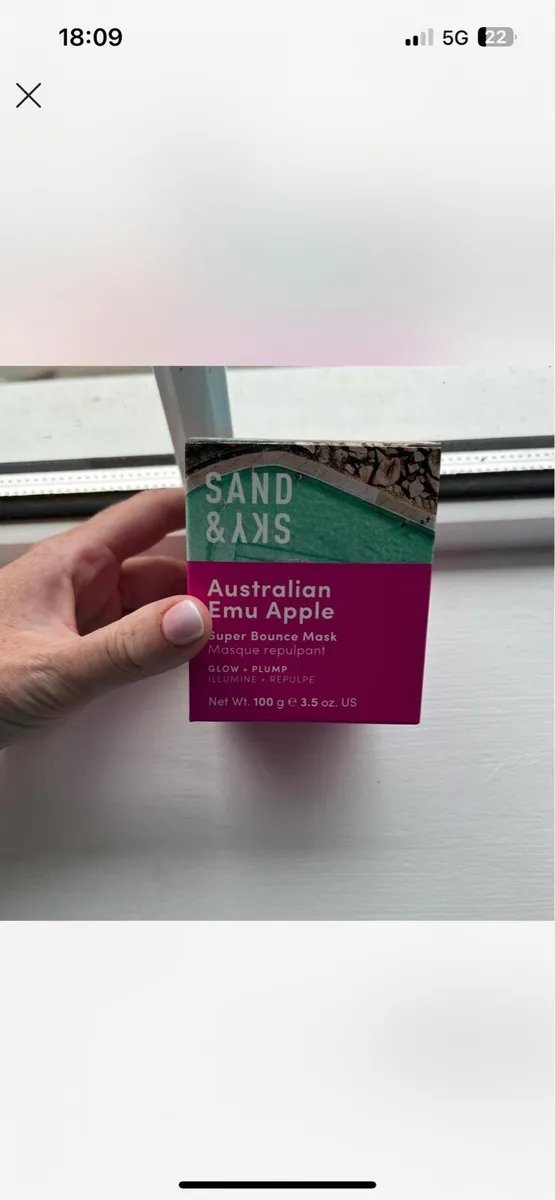 18:09
5G 22
SAND
& SKY
Australian
Emu Apple
Super Bounce Mask
Masque repulpant
GLOW + PLUMP
ILLUMINE + REPULPE
Net Wt. 100 g ℮ 3.5 oz. US